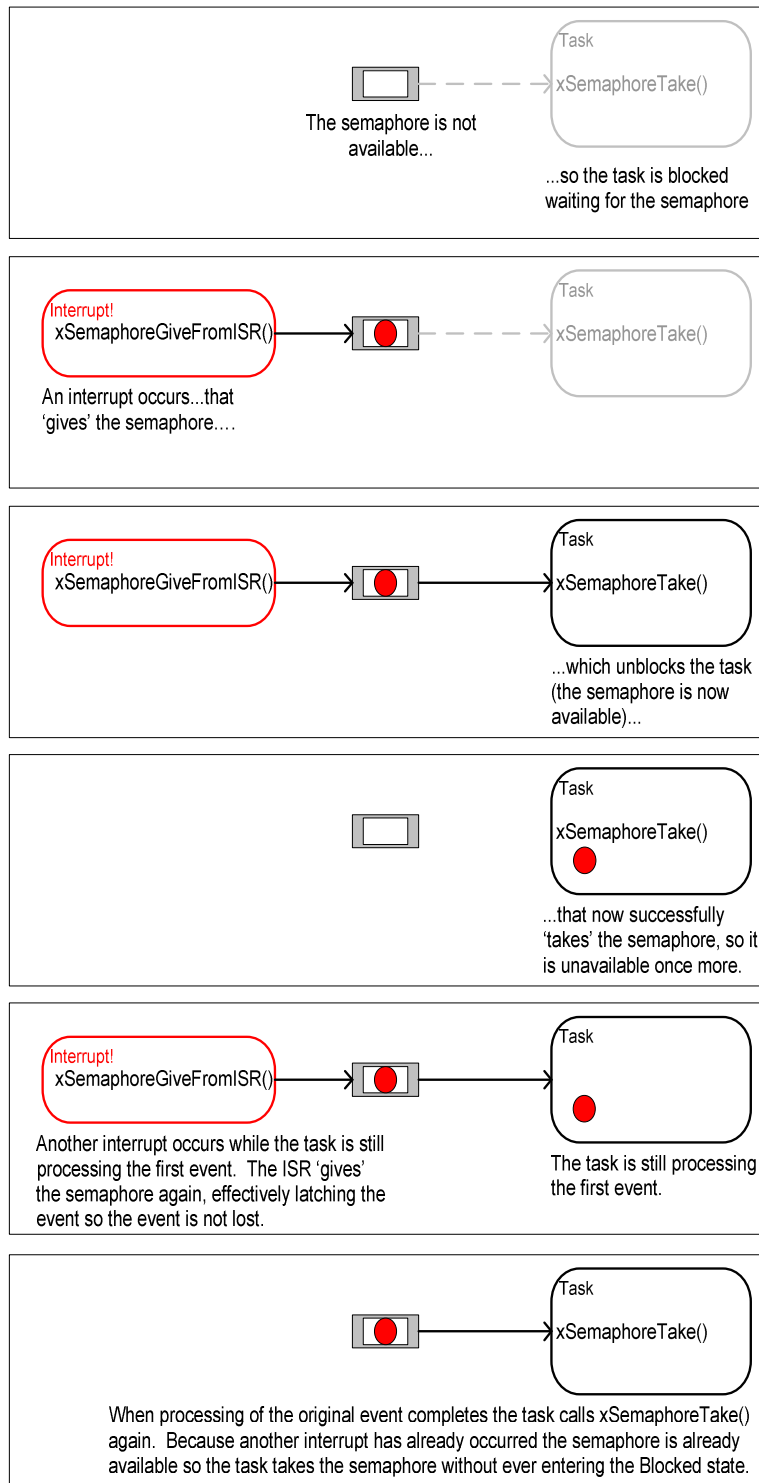 Task
xSemaphoreTake()
The semaphore is not
available...
...so the task is blocked
waiting for the semaphore
Interrupt!
xSemaphoreGiveFromISR()
Task
xSemaphoreTake()
An interrupt occurs...that
‘gives’ the semaphore….
Interrupt!
xSemaphoreGiveFromISR()
Task
xSemaphoreTake()
...which unblocks the task
(the semaphore is now
available)...
Task
xSemaphoreTake()
...that now successfully
‘takes’ the semaphore, so it
is unavailable once more.
Interrupt!
xSemaphoreGiveFromISR()
Task
Another interrupt occurs while the task is still
processing the first event. The ISR ‘gives’
the semaphore again, effectively latching the
event so the event is not lost.
The task is still processing
the first event.
Task
xSemaphoreTake()
When processing of the original event completes the task calls xSemaphoreTake()
again. Because another interrupt has already occurred the semaphore is already
available so the task takes the semaphore without ever entering the Blocked state.